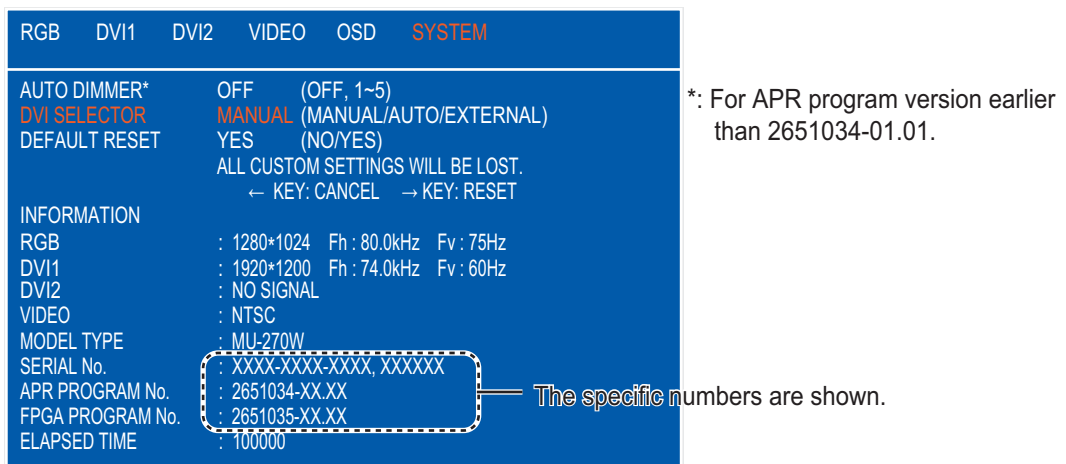 RGB DVI1 DVI2 VIDEO OSD SYSTEM
AUTO DIMMER* OFF (OFF, 1~5)
DVI SELECTOR MANUAL (MANUAL/AUTO/EXTERNAL)
DEFAULT RESET YES (NO/YES)
ALL CUSTOM SETTINGS WILL BE LOST.
← KEY: CANCEL → KEY: RESET
INFORMATION
RGB : 1280*1024 Fh : 80.0kHz Fv : 75Hz
DVI1 : 1920*1200 Fh : 74.0kHz Fv : 60Hz
DVI2 : NO SIGNAL
VIDEO : NTSC
MODEL TYPE : MU-270W
SERIAL No. : XXXX-XXXX-XXXX, XXXXXX
APR PROGRAM No. : 2651034-XX.XX
FPGA PROGRAM No. : 2651035-XX.XX
ELAPSED TIME : 100000
*: For APR program version earlier
than 2651034-01.01.
The specific numbers are shown.